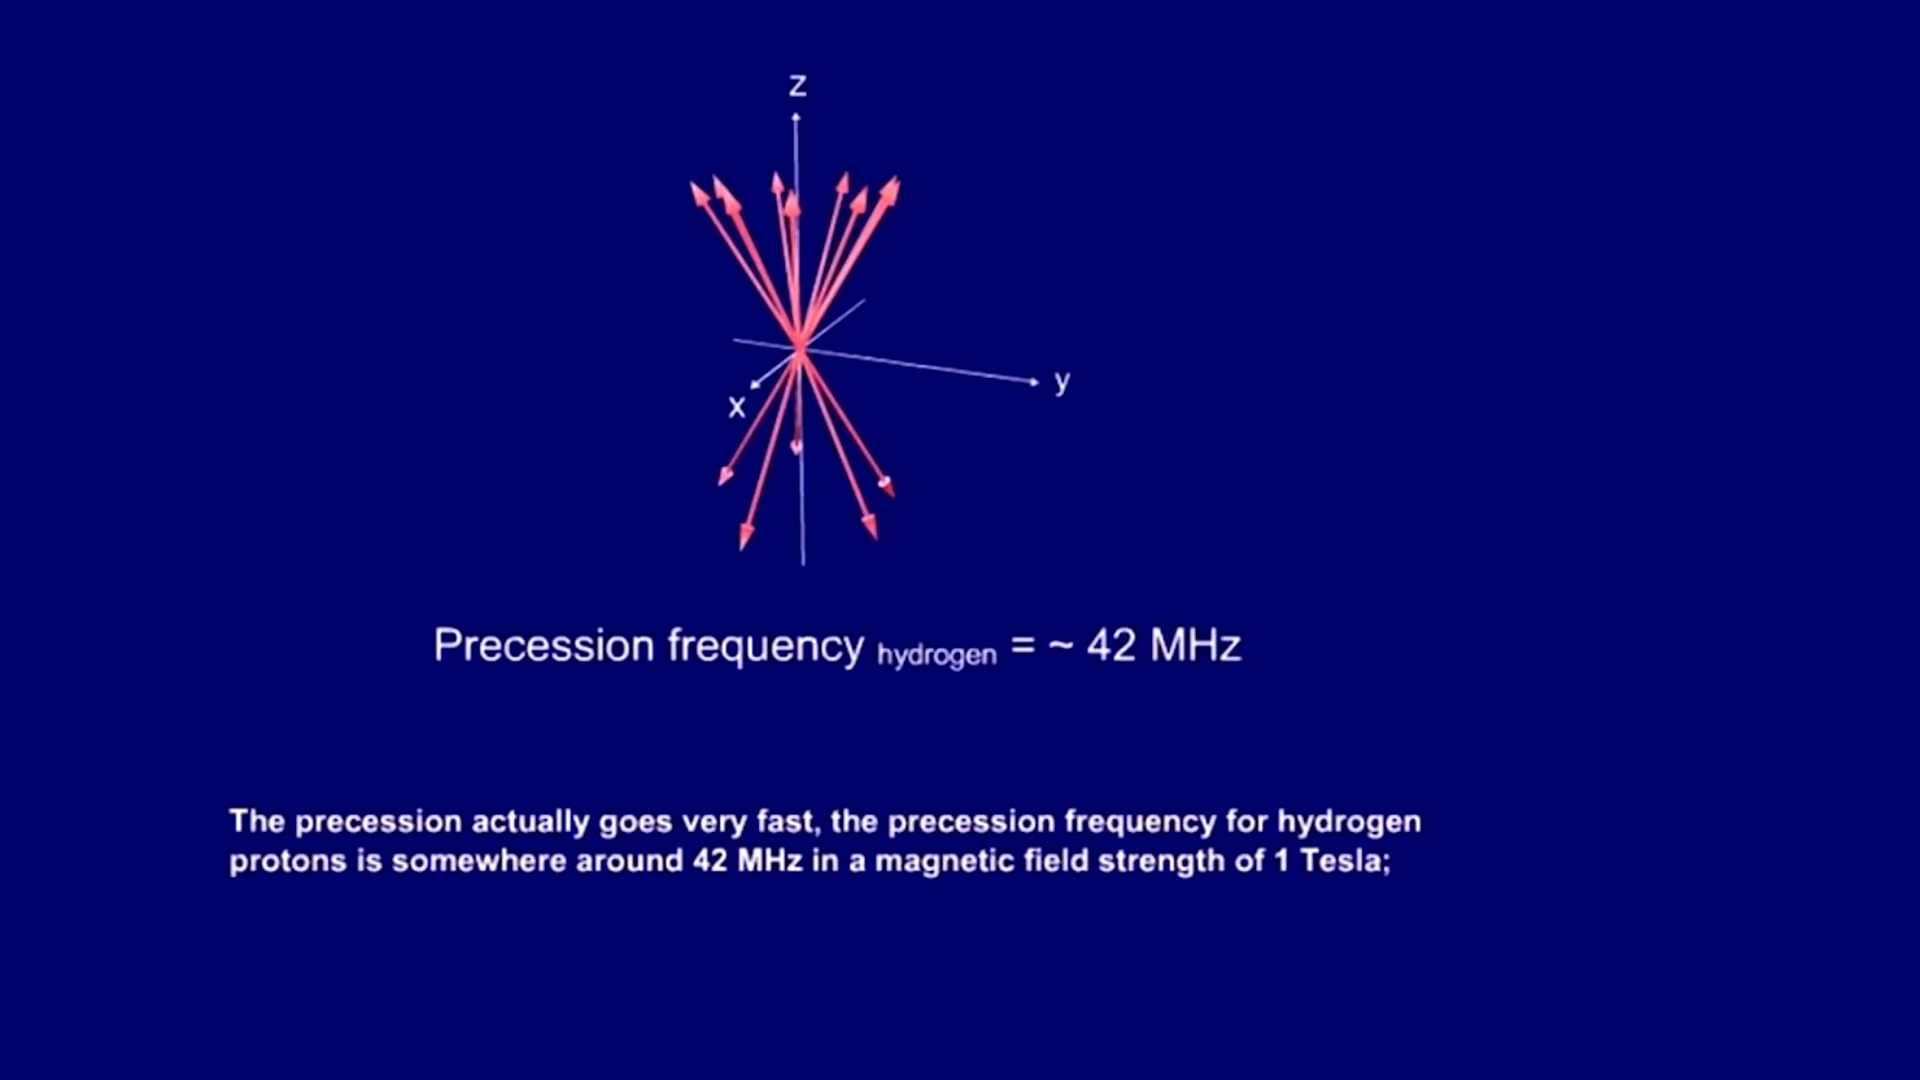 z
y
x
Precession frequency hydrogen = ~ 42 MHz
The precession actually goes very fast, the precession frequency for hydrogen
protons is somewhere around 42 MHz in a magnetic field strength of 1 Tesla;